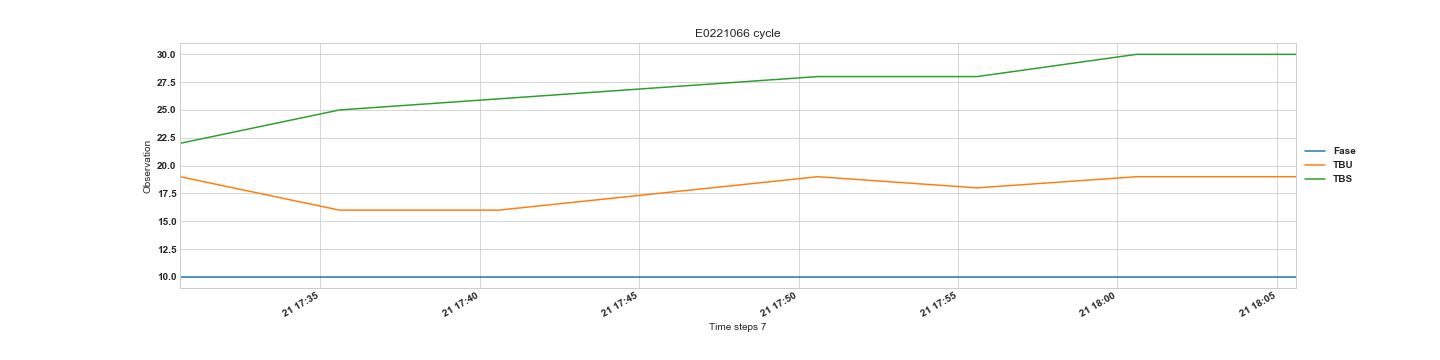 E0221066 cycle
30.0
27.5
25.0
22.5
20.0
17.5
15.0
12.5
10.0
Observation
Fase
TBU
TBS
21 17:35
21 17:40
21 17:45
21 17:50
21 17:55
21 18:00
21 18:05
Time steps 7